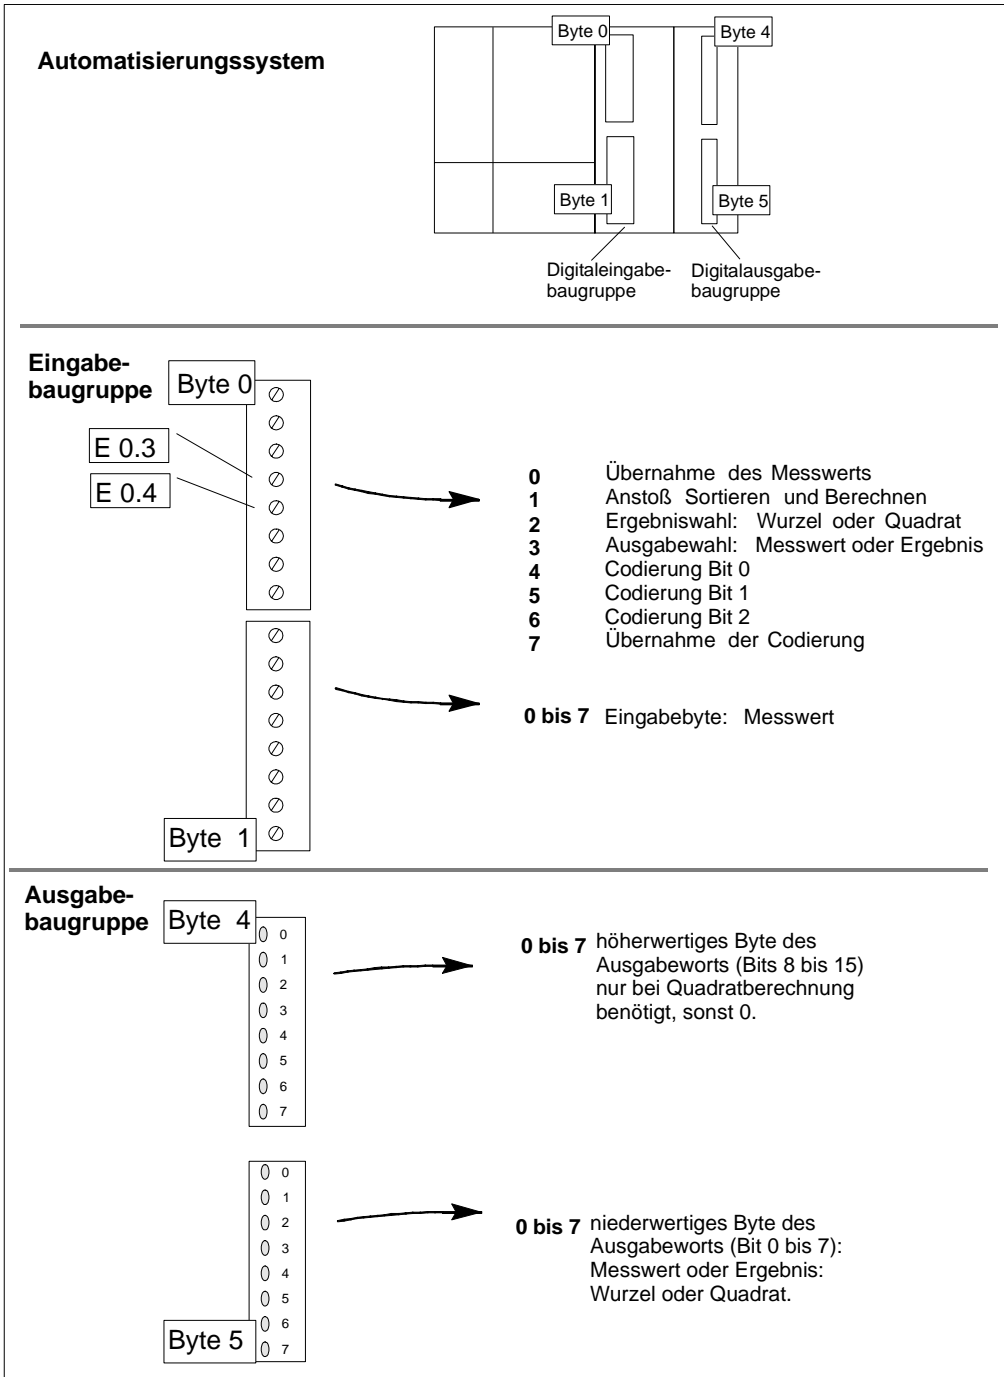 Automatisierungssystem
Byte 0
Byte 4
Byte 1
Byte 5
Digitaleingabe-
baugruppe
Digitalausgabe-
baugruppe
Eingabe-
baugruppe
Byte 0
E 0.3
E 0.4
0 Übernahme des Messwerts
1 Anstoß Sortieren und Berechnen
2 Ergebniswahl: Wurzel oder Quadrat
3 Ausgabewahl: Messwert oder Ergebnis
4 Codierung Bit 0
5 Codierung Bit 1
6 Codierung Bit 2
7 Übernahme der Codierung
0 bis 7 Eingabebyte: Messwert
Byte 1
Ausgabe-
baugruppe
Byte 4
0
1
2
3
4
5
6
7
0 bis 7 höherwertiges Byte des
Ausgabeworts (Bits 8 bis 15)
nur bei Quadratberechnung
benötigt, sonst 0.
0
1
2
3
4
5
6
7
Byte 5
0 bis 7 niederwertiges Byte des
Ausgabeworts (Bit 0 bis 7):
Messwert oder Ergebnis:
Wurzel oder Quadrat.